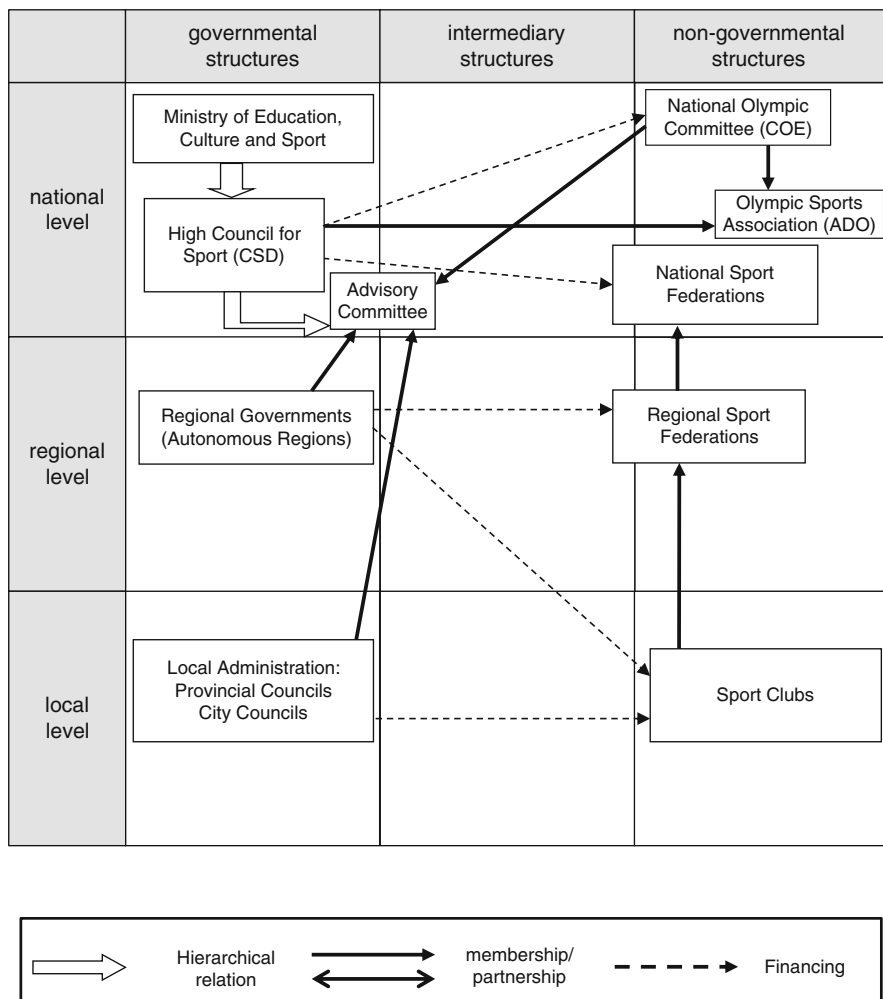 governmental
structures
intermediary
structures
non-governmental
structures
national
level
Ministry of Education,
Culture and Sport
National Olympic
Committee (COE)
High Council for
Sport (CSD)
Olympic Sports
Association (ADO)
Advisory
Committee
National Sport
Federations
regional
level
Regional Governments
(Autonomous Regions)
Regional Sport
Federations
local
level
Local Administration:
Provincial Councils
City Councils
Sport Clubs
Hierarchical
relation
membership/
partnership
Financing